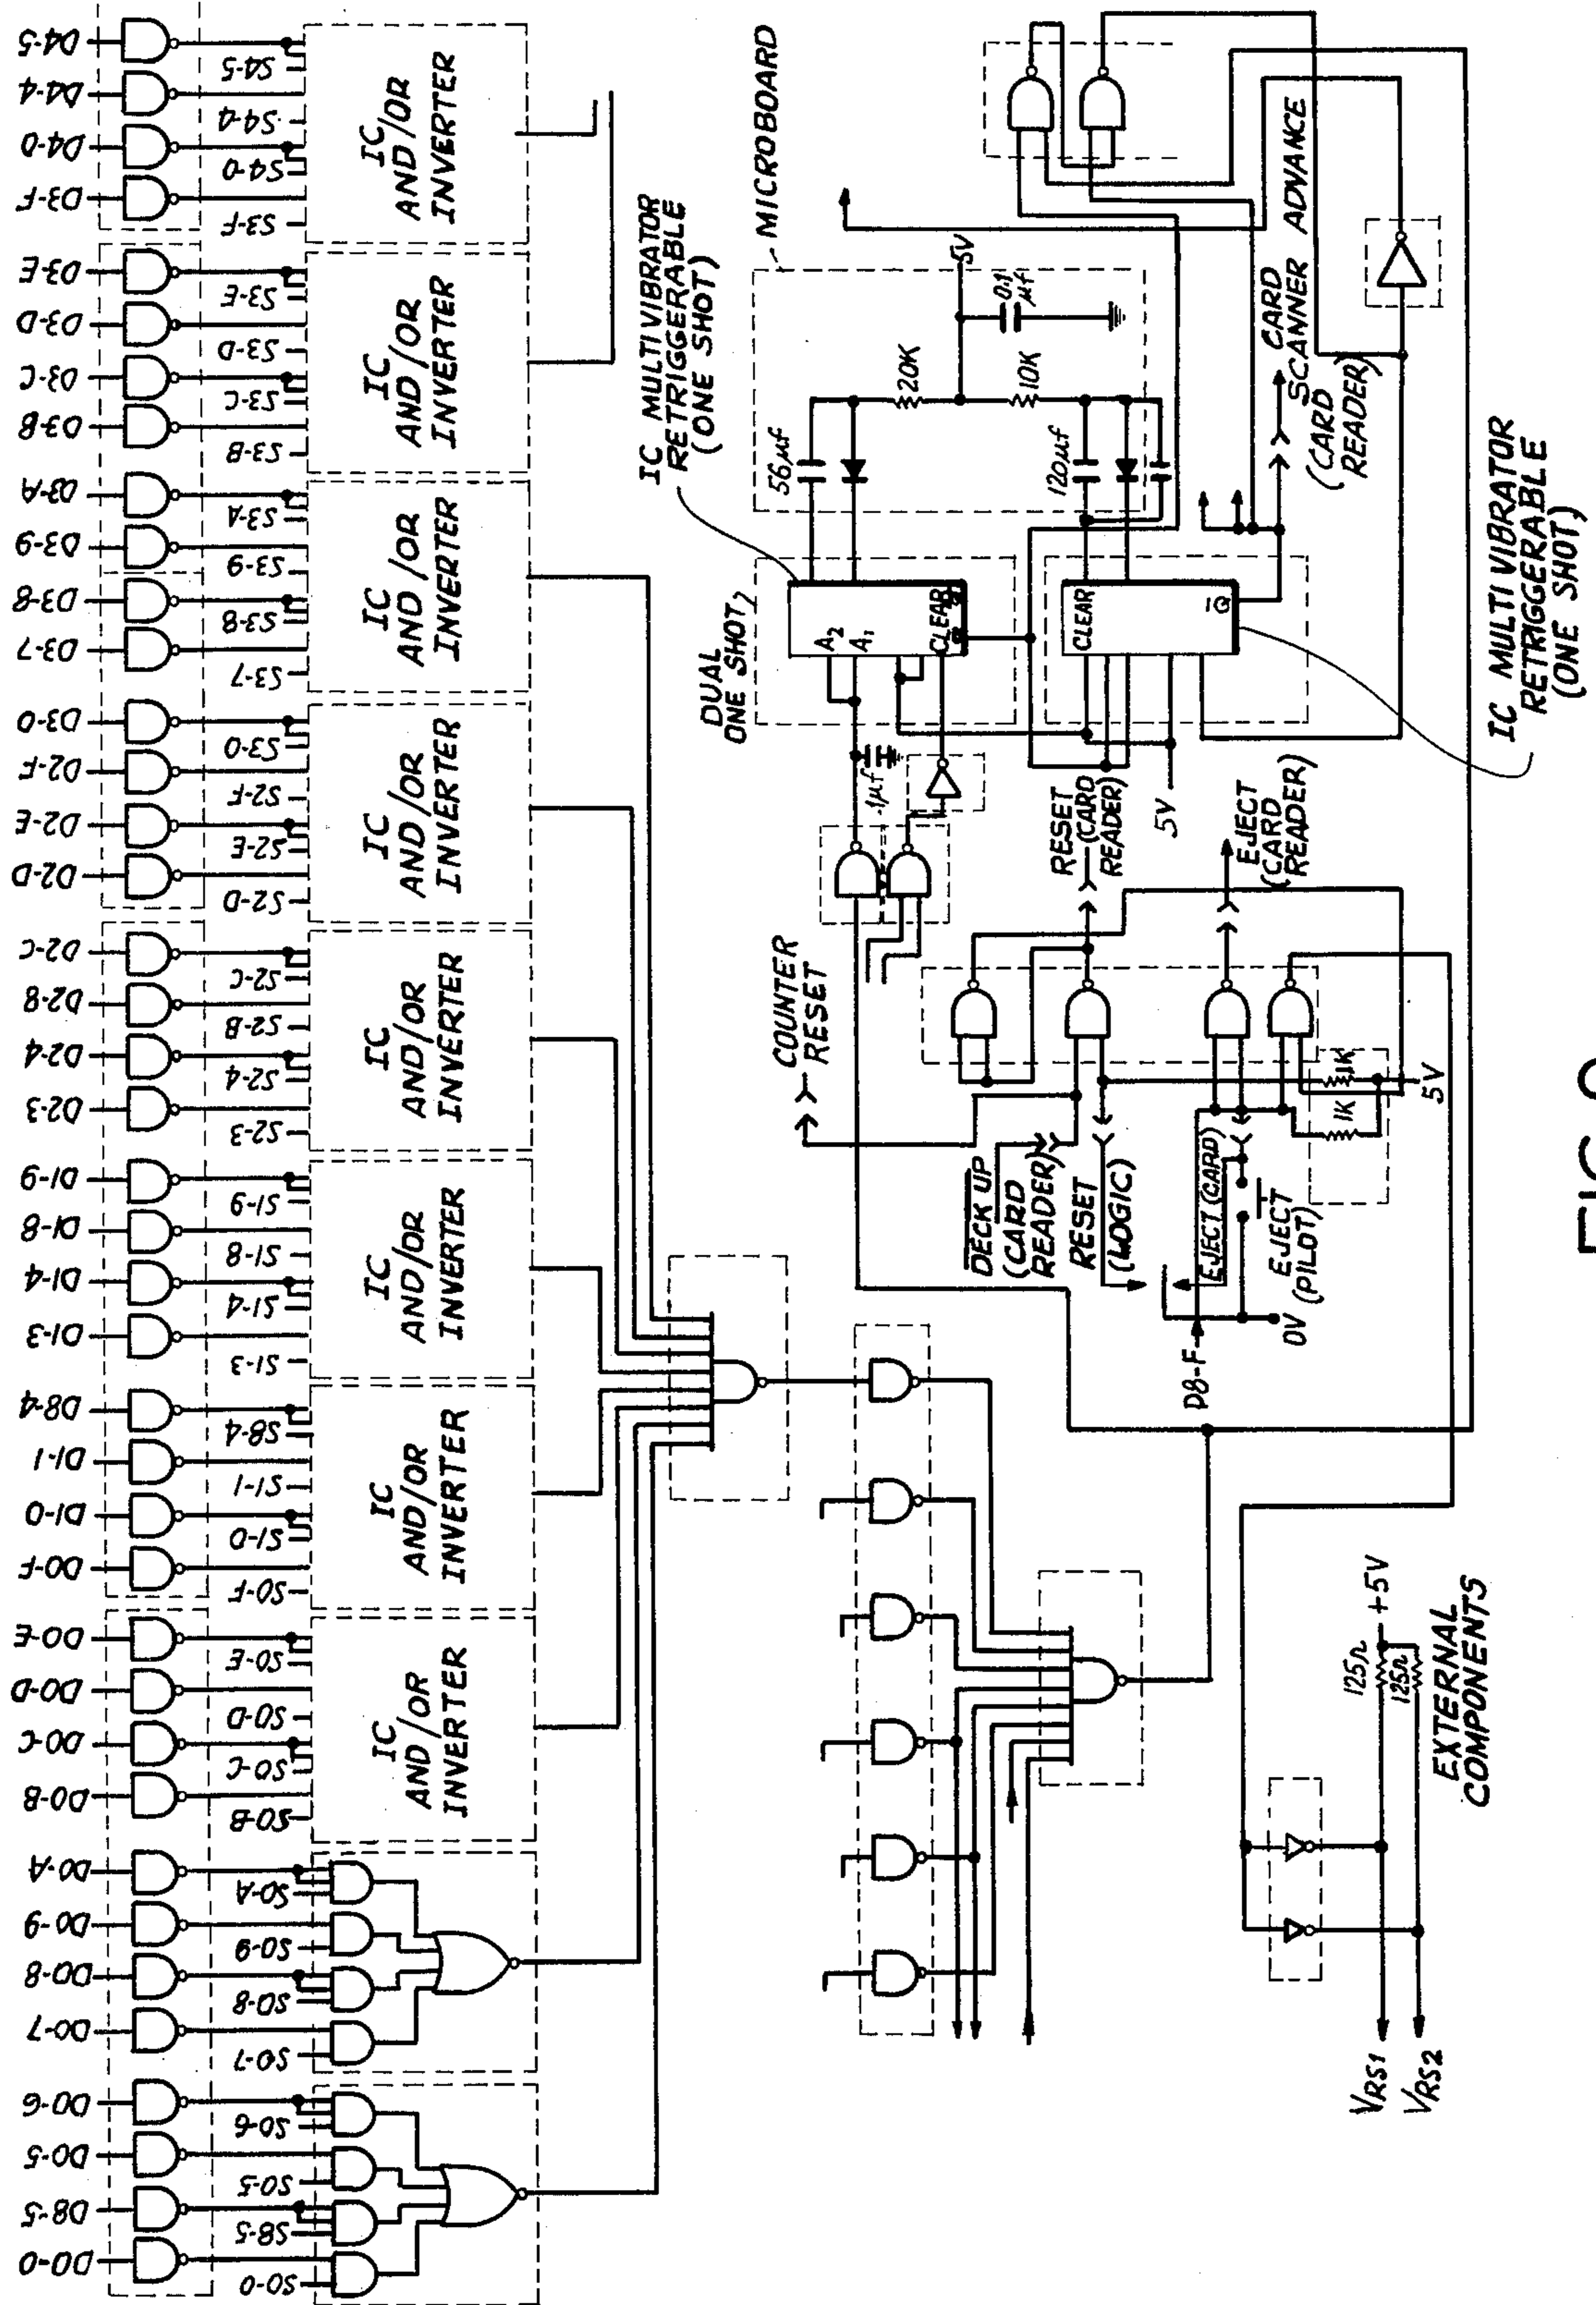 D4-5
D4-4
D4-0
D3-F
D3-E
D3-D
D3-C
D3-B
D3-A
D3-9
D3-8
D3-7
D3-0
D2-F
D2-E
D2-D
D2-C
D2-8
D2-4
D2-3
D1-9
D1-8
D1-4
D1-3
D8-4
D1-1
D1-0
D0-F
D0-E
D0-D
D0-C
D0-B
D0-A
D0-9
D0-8
D0-7
D0-6
D0-5
D8-5
D0-0
S4-5
S4-4
S4-0
S3-F
S3-E
S3-D
S3-C
S3-B
S3-A
S3-9
S3-8
S3-7
S3-0
S2-F
S2-E
S2-D
S2-C
S2-B
S2-4
S2-3
S1-9
S1-8
S1-4
S1-3
S8-4
S1-1
S1-0
S0-F
S0-E
S0-D
S0-C
S0-B
S0-A
S0-9
S0-8
S0-7
S0-6
S0-5
S8-5
S0-0
IC
AND/OR
INVERTER
IC
AND/OR
INVERTER
IC
AND/OR
INVERTER
IC
AND/OR
INVERTER
IC
AND/OR
INVERTER
IC
AND/OR
INVERTER
IC
AND/OR
INVERTER
IC
AND/OR
INVERTER
IC MULTIVIBRATOR
RETRIGGERABLE
(ONE SHOT)
MICROBOARD
5V
0.1
µf
20K
10K
56µf
120µf
DUAL
ONE SHOT
A2
A1
CLEAR
CLEAR
1Q
.1µf
5V
CARD
SCANNER ADVANCE
(CARD
READER)
IC MULTIVIBRATOR
RETRIGGERABLE
(ONE SHOT)
RESET
(CARD
READER)
EJECT
(CARD
READER)
COUNTER
RESET
DECK UP
(CARD
READER)
RESET
(LOGIC)
EJECT (CARD)
EJECT
(PILOT)
1K
1K
5V
0V
D8-F
+5V
125Ω
125Ω
EXTERNAL
COMPONENTS
VRS1
VRS2